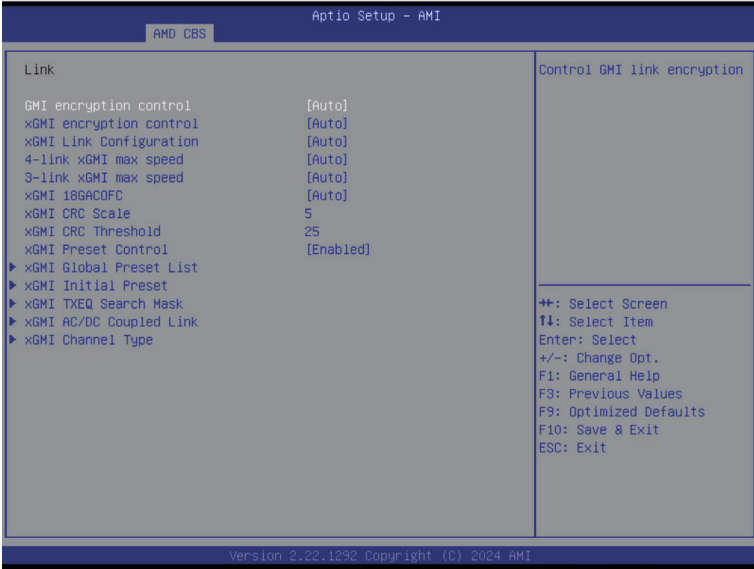 Aptio Setup - AMI
AMD CBS
Link
GMI encryption control [Auto]
xGMI encryption control [Auto]
xGMI Link Configuration [Auto]
4-link xGMI max speed [Auto]
3-link xGMI max speed [Auto]
xGMI 18GACOFC [Auto]
xGMI CRC Scale 5
xGMI CRC Threshold 25
xGMI Preset Control [Enabled]
xGMI Global Preset List
xGMI Initial Preset
xGMI TXEQ Search Mask
xGMI AC/DC Coupled Link
xGMI Channel Type
Control GMI link encryption
→←: Select Screen
↑↓: Select Item
Enter: Select
+/-: Change Opt.
F1: General Help
F3: Previous Values
F9: Optimized Defaults
F10: Save & Exit
ESC: Exit
Version 2.22.1292 Copyright (C) 2024 AMI